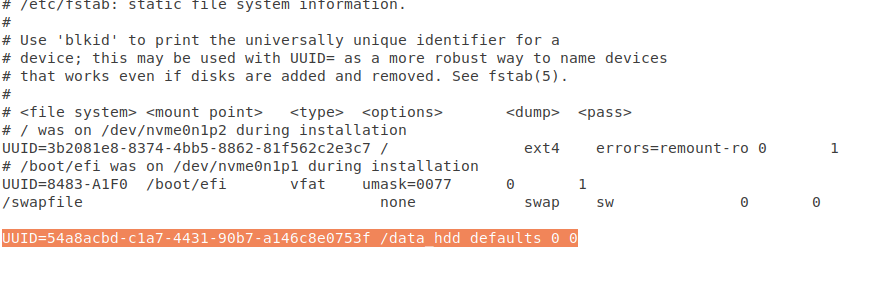 # /etc/fstab: static file system information.
#
# Use 'blkid' to print the universally unique identifier for a
# device; this may be used with UUID= as a more robust way to name devices
# that works even if disks are added and removed. See fstab(5).
#
# <file system> <mount point>   <type>  <options>       <dump>  <pass>
# / was on /dev/nvme0n1p2 during installation
UUID=3b2081e8-8374-4bb5-8862-81f562c2e3c7 /               ext4    errors=remount-ro 0       1
# /boot/efi was on /dev/nvme0n1p1 during installation
UUID=8483-A1F0  /boot/efi       vfat    umask=0077      0       1
/swapfile                                 none            swap    sw              0       0
UUID=54a8acbd-c1a7-4431-90b7-a146c8e0753f /data_hdd defaults 0 0